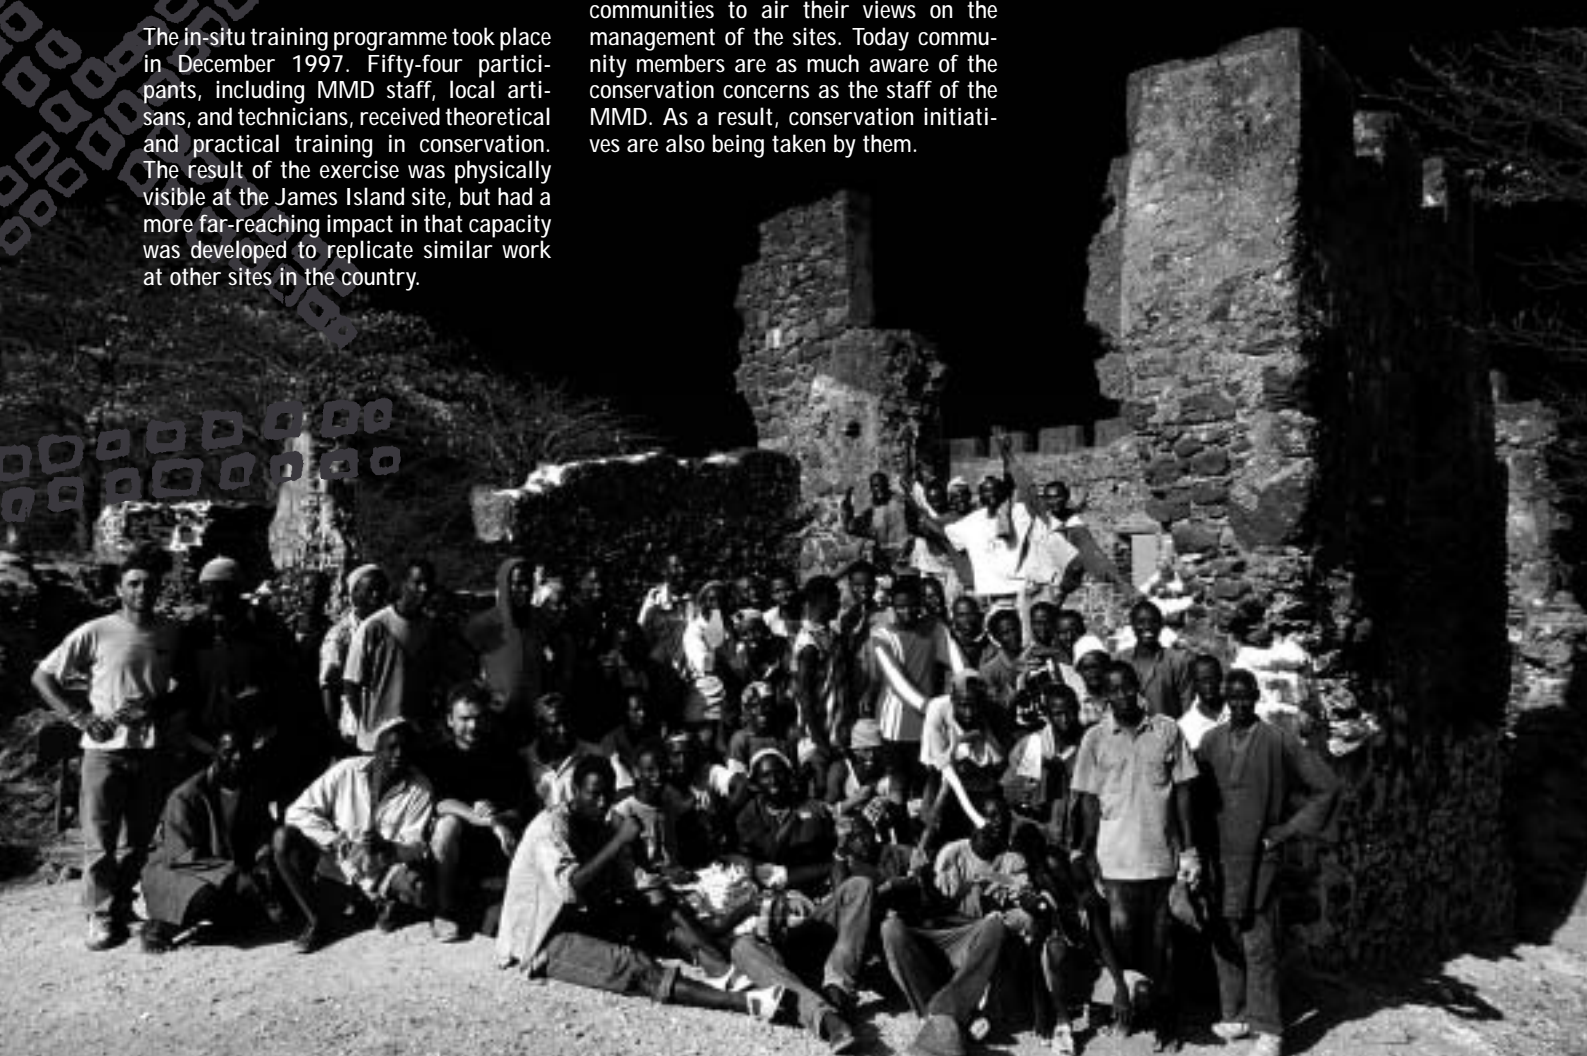 The in-situ training programme took place
in December 1997. Fifty-four partici-
pants, including MMD staff, local arti-
sans, and technicians, received theoretical
and practical training in conservation.
The result of the exercise was physically
visible at the James Island site, but had a
more far-reaching impact in that capacity
was developed to replicate similar work
at other sites in the country.
communities to air their views on the
management of the sites. Today commu-
nity members are as much aware of the
conservation concerns as the staff of the
MMD. As a result, conservation initiati-
ves are also being taken by them.